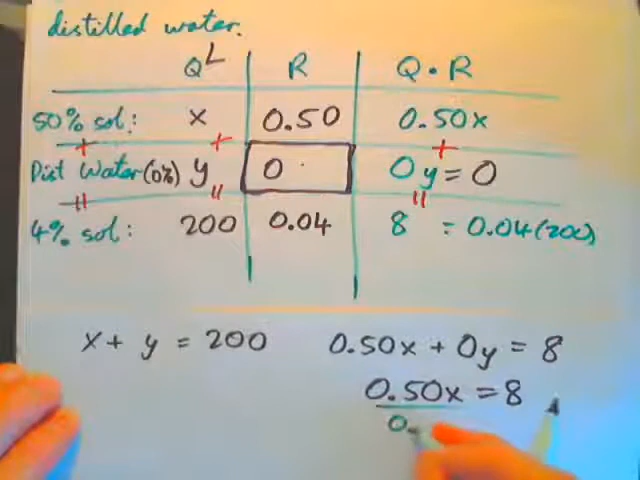 distilled water.
Q L R Q · R
50% sol: x 0.50 0.50x
+ + +
Dist Water (0%) y 0 0y = 0
= = =
4% sol: 200 0.04 8 = 0.04(200)
x + y = 200 0.50x + 0y = 8
0.50x = 8
0.